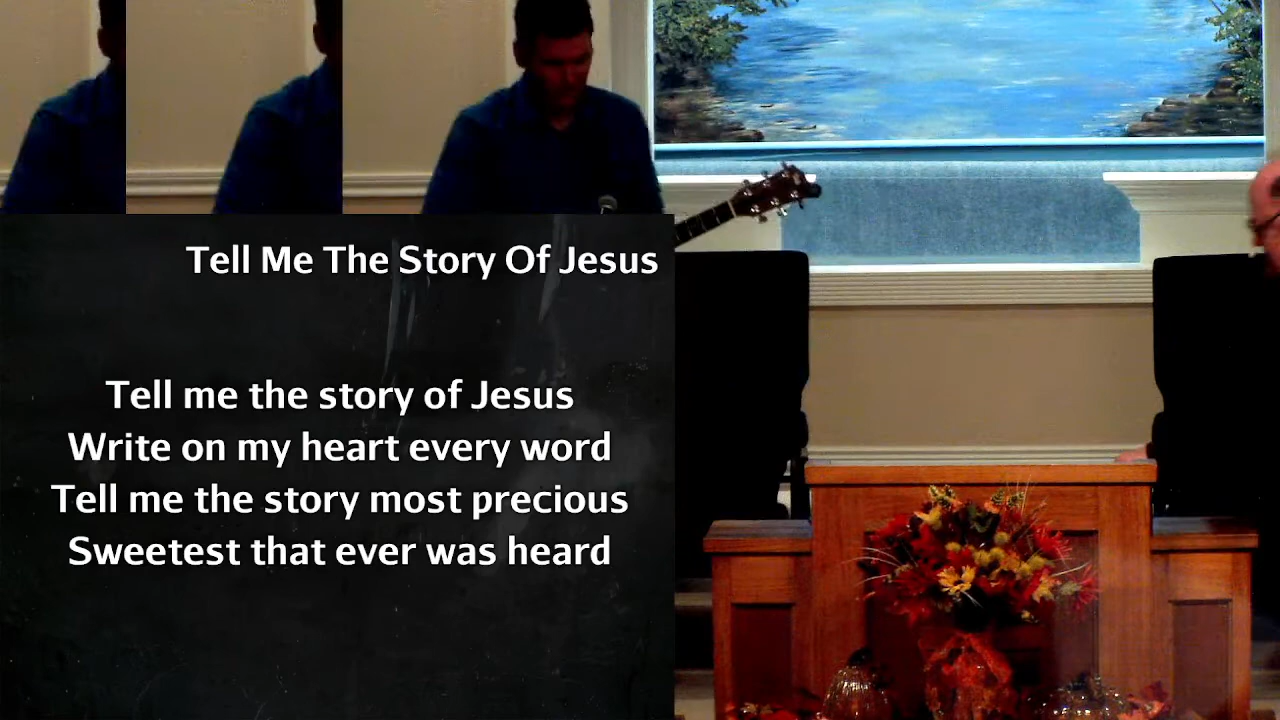 Tell Me The Story Of Jesus
Tell me the story of Jesus
Write on my heart every word
Tell me the story most precious
Sweetest that ever was heard